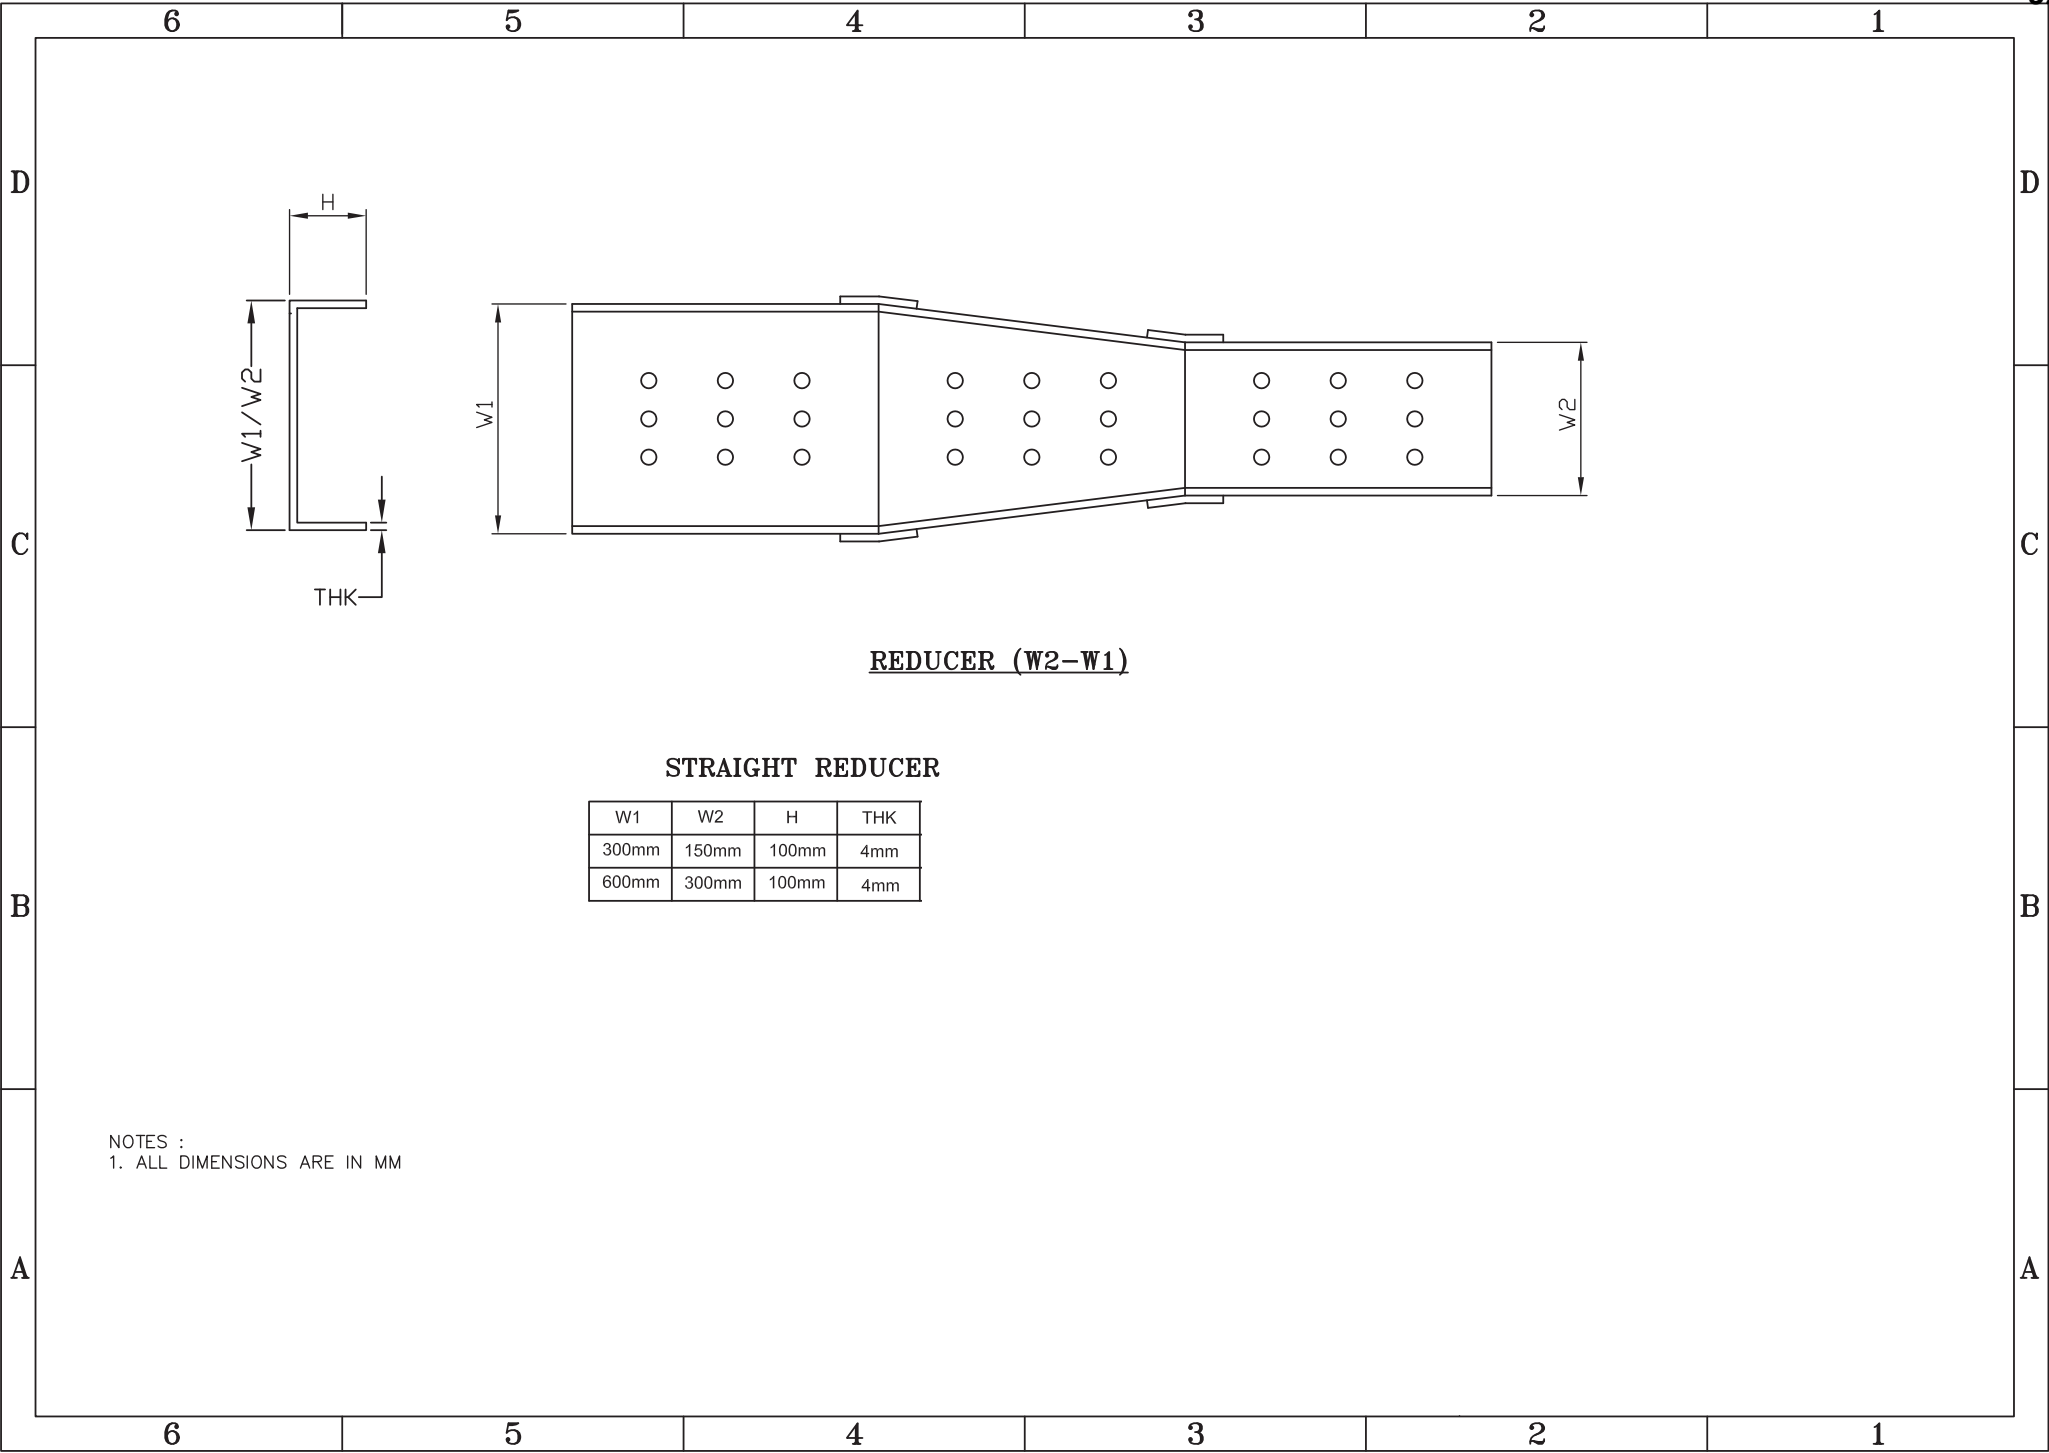 6 5 4 3 2 1
D D
H
W1/W2
W1
W2
C C
THK
REDUCER (W2-W1)
STRAIGHT REDUCER
W1 W2 H THK
300mm 150mm 100mm 4mm
600mm 300mm 100mm 4mm
B B
NOTES :
1. ALL DIMENSIONS ARE IN MM
A A
6 5 4 3 2 1